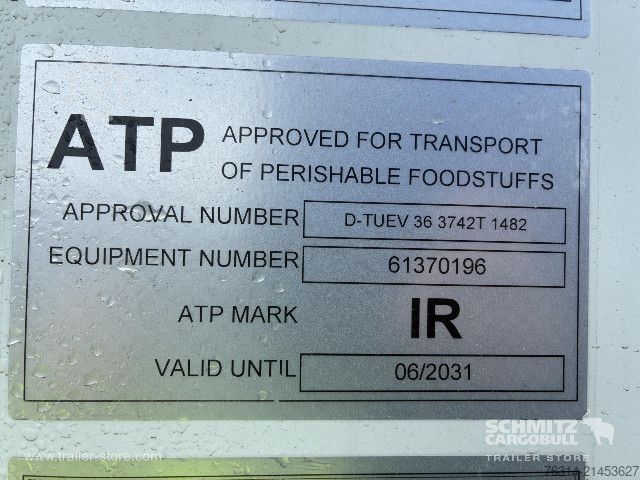 ATP APPROVED FOR TRANSPORT
OF PERISHABLE FOODSTUFFS
APPROVAL NUMBER D-TUEV 36 3742T 1482
EQUIPMENT NUMBER 61370196
ATP MARK IR
VALID UNTIL 06/2031
SCHMITZ
CARGOBULL
TRAILER STORE
www.trailer-store.com
76314-21453627